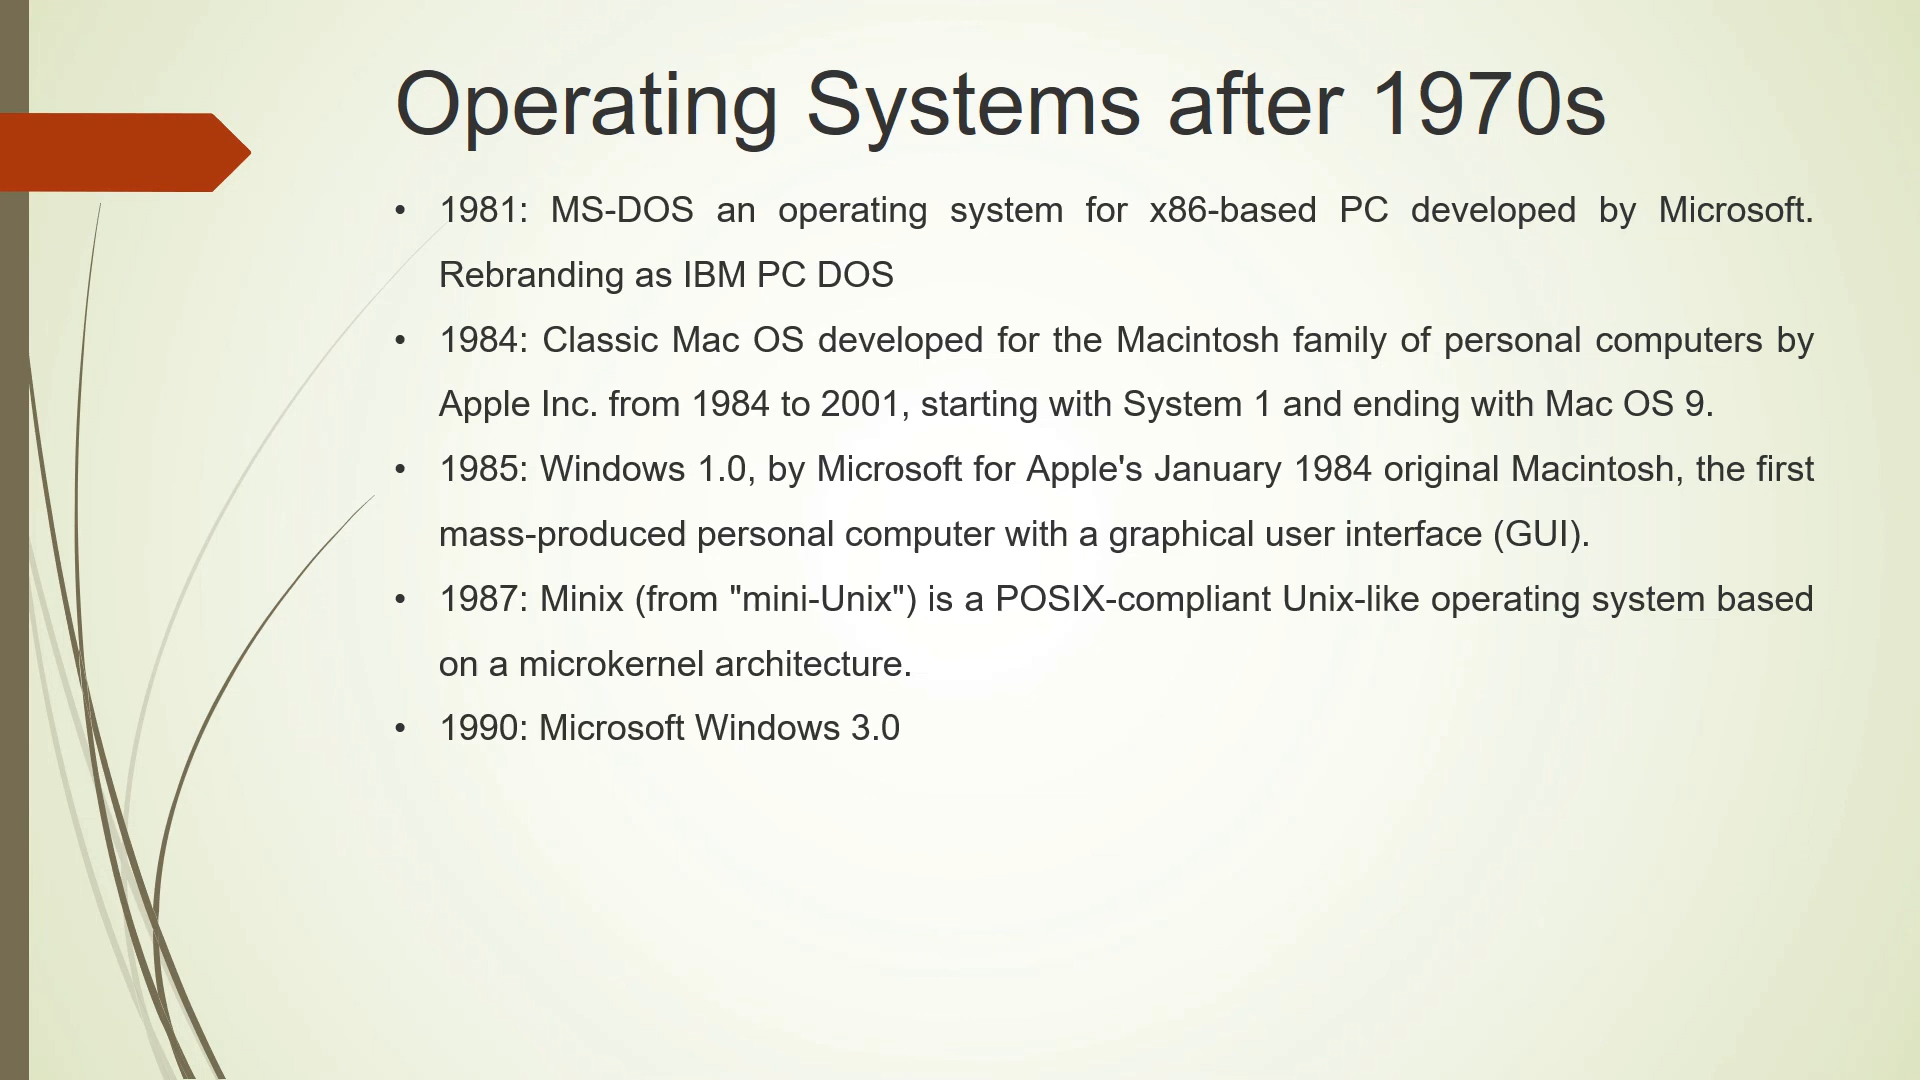 Operating Systems after 1970s
• 1981: MS-DOS an operating system for x86-based PC developed by Microsoft.
Rebranding as IBM PC DOS
• 1984: Classic Mac OS developed for the Macintosh family of personal computers by
Apple Inc. from 1984 to 2001, starting with System 1 and ending with Mac OS 9.
• 1985: Windows 1.0, by Microsoft for Apple's January 1984 original Macintosh, the first
mass-produced personal computer with a graphical user interface (GUI).
• 1987: Minix (from "mini-Unix") is a POSIX-compliant Unix-like operating system based
on a microkernel architecture.
• 1990: Microsoft Windows 3.0